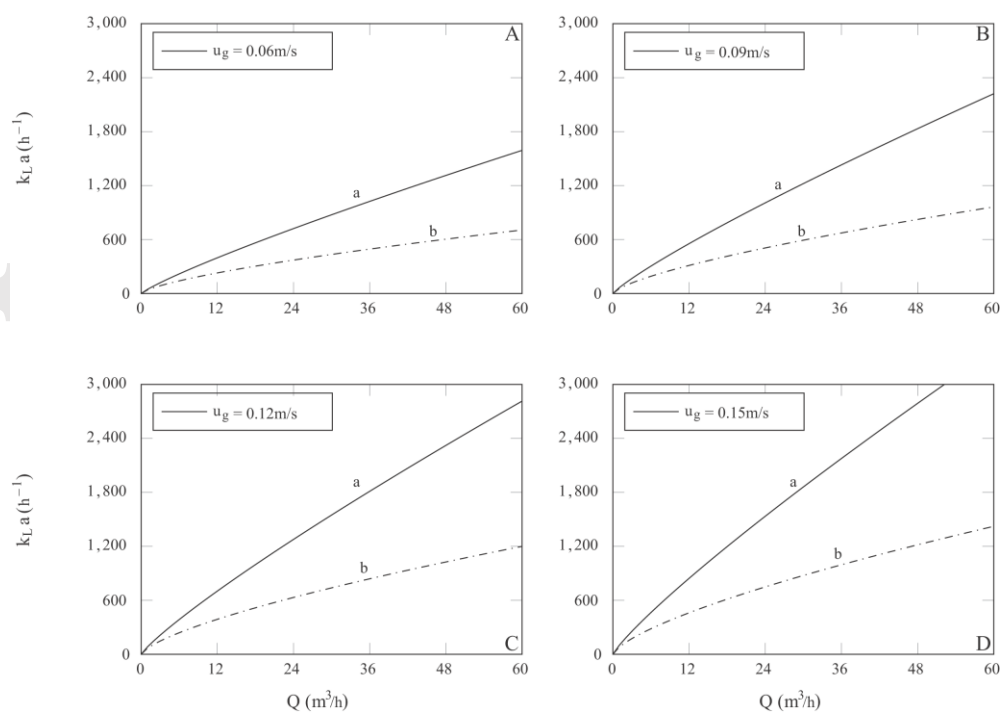 3,000
2,400
1,800
1,200
600
0
k_L a (h⁻¹)
u_g = 0.06m/s
A
a
b
0 12 24 36 48 60
3,000
2,400
1,800
1,200
600
0
u_g = 0.09m/s
B
a
b
0 12 24 36 48 60
3,000
2,400
1,800
1,200
600
0
k_L a (h⁻¹)
u_g = 0.12m/s
a
b
C
0 12 24 36 48 60
Q (m³/h)
3,000
2,400
1,800
1,200
600
0
u_g = 0.15m/s
a
b
D
0 12 24 36 48 60
Q (m³/h)